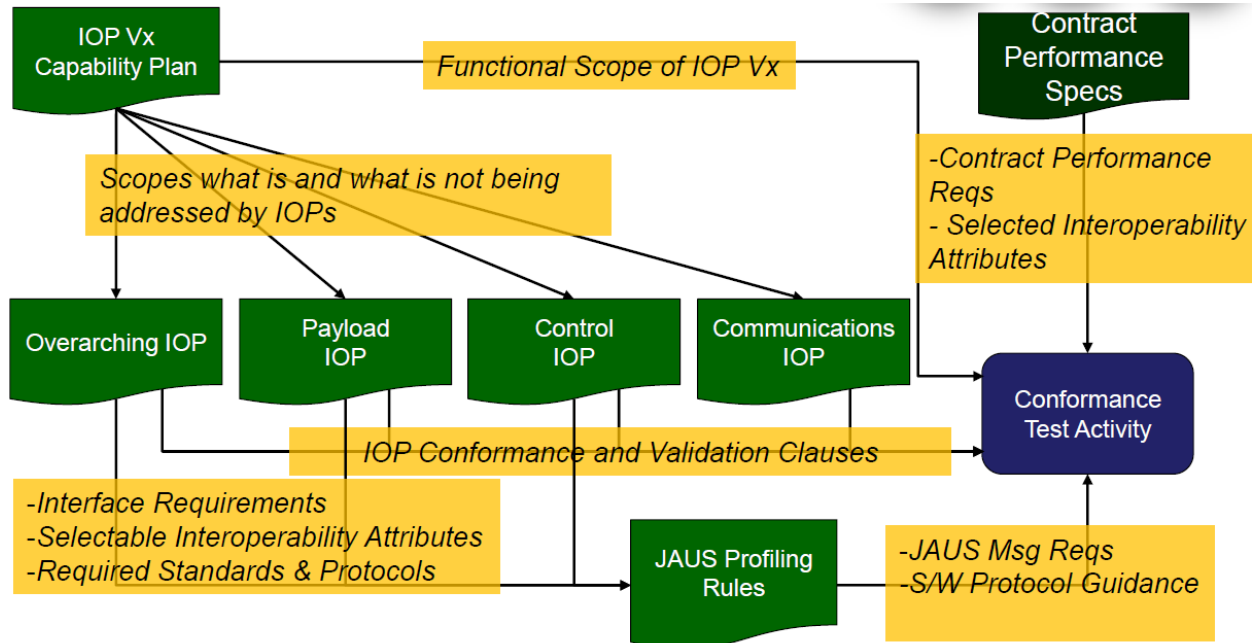 IOP Vx
Capability Plan
Functional Scope of IOP Vx
Contract
Performance
Specs
Scopes what is and what is not being
addressed by IOPs
-Contract Performance
Reqs
- Selected Interoperability
Attributes
Overarching IOP
Payload
IOP
Control
IOP
Communications
IOP
Conformance
Test Activity
IOP Conformance and Validation Clauses
-Interface Requirements
-Selectable Interoperability Attributes
-Required Standards & Protocols
JAUS Profiling
Rules
-JAUS Msg Reqs
-S/W Protocol Guidance